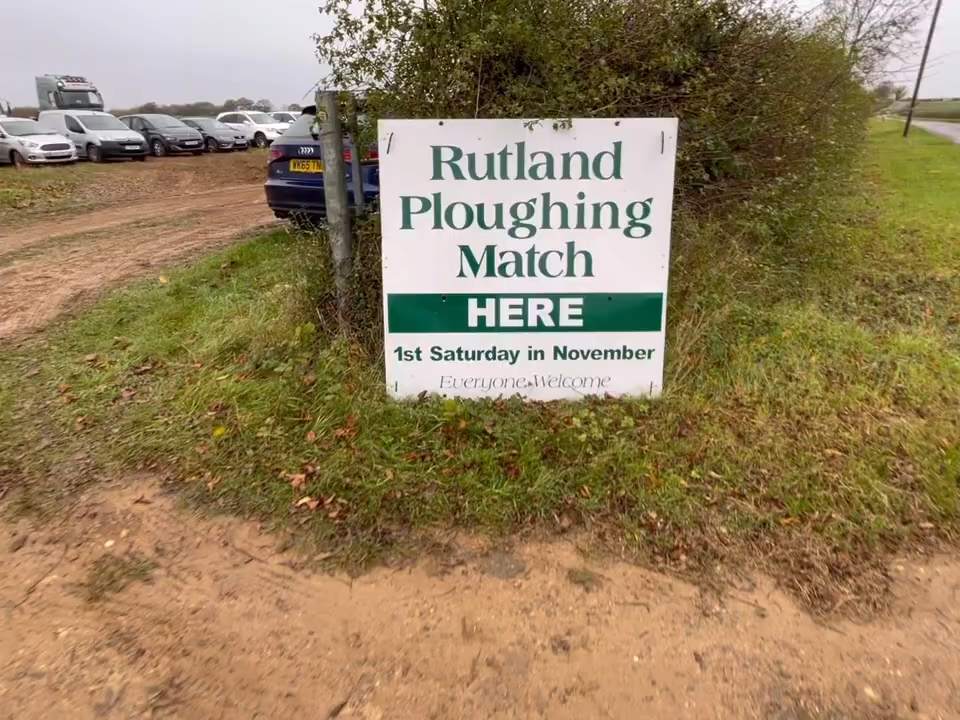 Rutland
Ploughing
Match
HERE
1st Saturday in November
Everyone Welcome